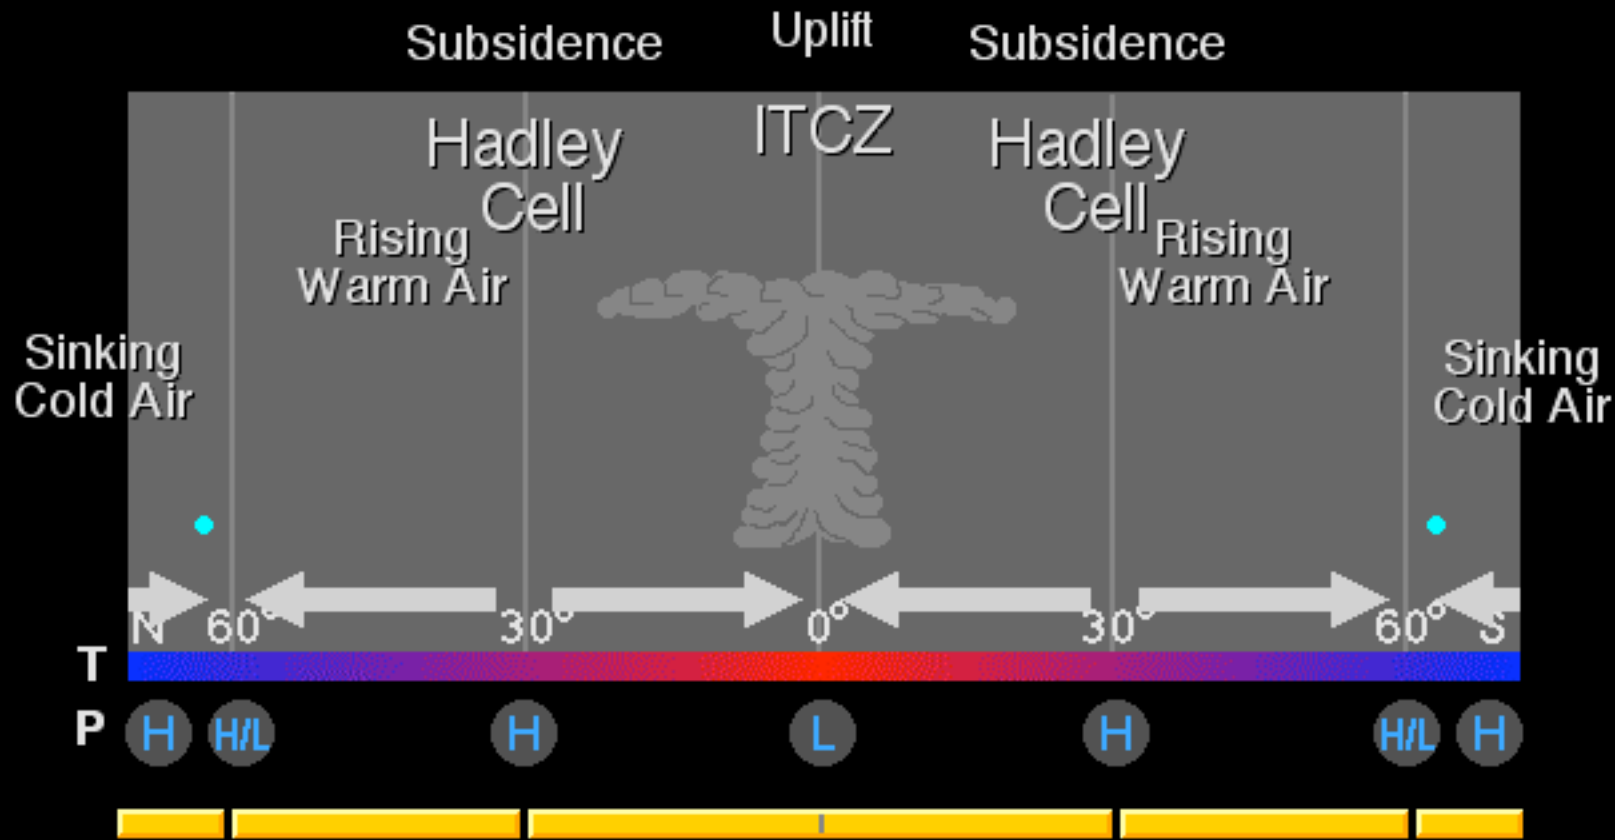 Subsidence Uplift Subsidence
Hadley
Cell
ITCZ
Hadley
Cell
Rising
Warm Air
Rising
Warm Air
Sinking
Cold Air
Sinking
Cold Air
N 60° 30° 0° 30° 60° S
T
P H H/L H L H H/L H